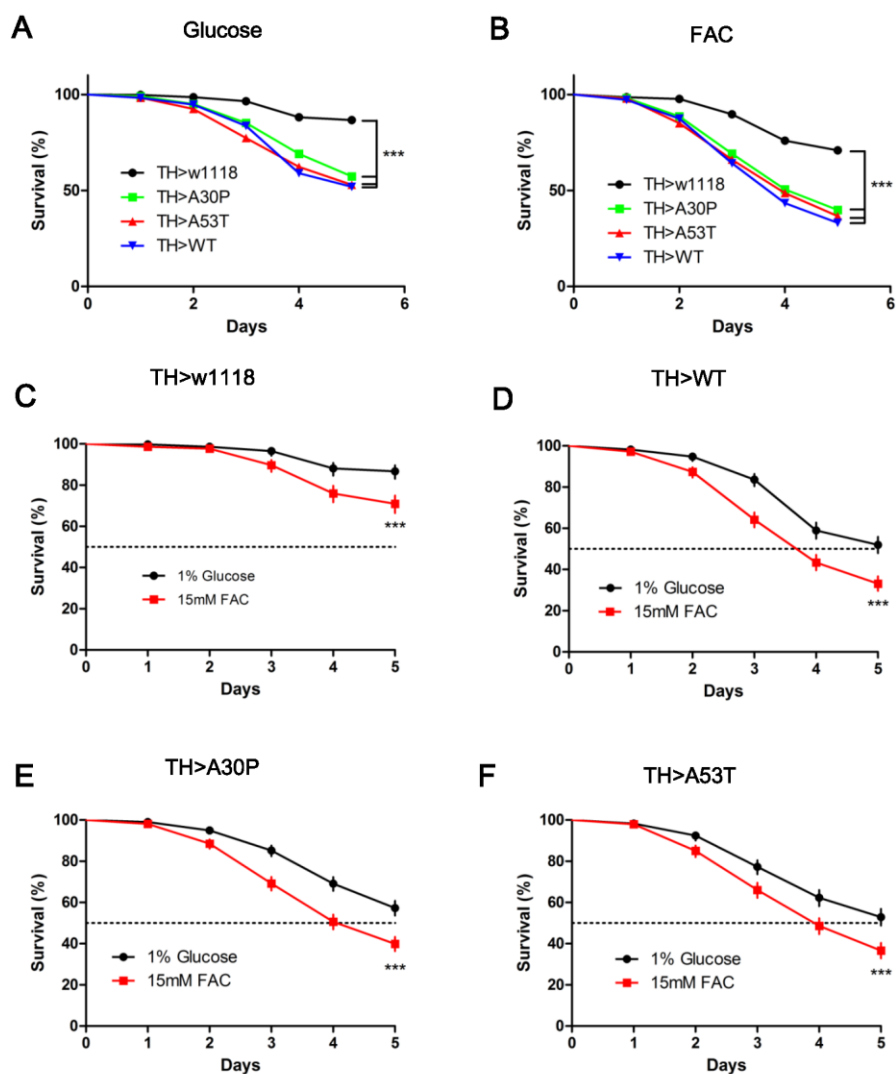 A
Glucose
Survival (%)
100
50
0
TH>w1118
TH>A30P
TH>A53T
TH>WT
***
0 2 4 6
Days
B
FAC
Survival (%)
100
50
0
TH>w1118
TH>A30P
TH>A53T
TH>WT
***
0 1 2 3 4 5 6
Days
C
TH>w1118
Survival (%)
100
80
60
40
20
0
1% Glucose
15mM FAC
***
0 1 2 3 4 5
Days
D
TH>WT
Survival (%)
100
80
60
40
20
0
1% Glucose
15mM FAC
***
0 1 2 3 4 5
Days
E
TH>A30P
Survival (%)
100
80
60
40
20
0
1% Glucose
15mM FAC
***
0 1 2 3 4 5
Days
F
TH>A53T
Survival (%)
100
80
60
40
20
0
1% Glucose
15mM FAC
***
0 1 2 3 4 5
Days